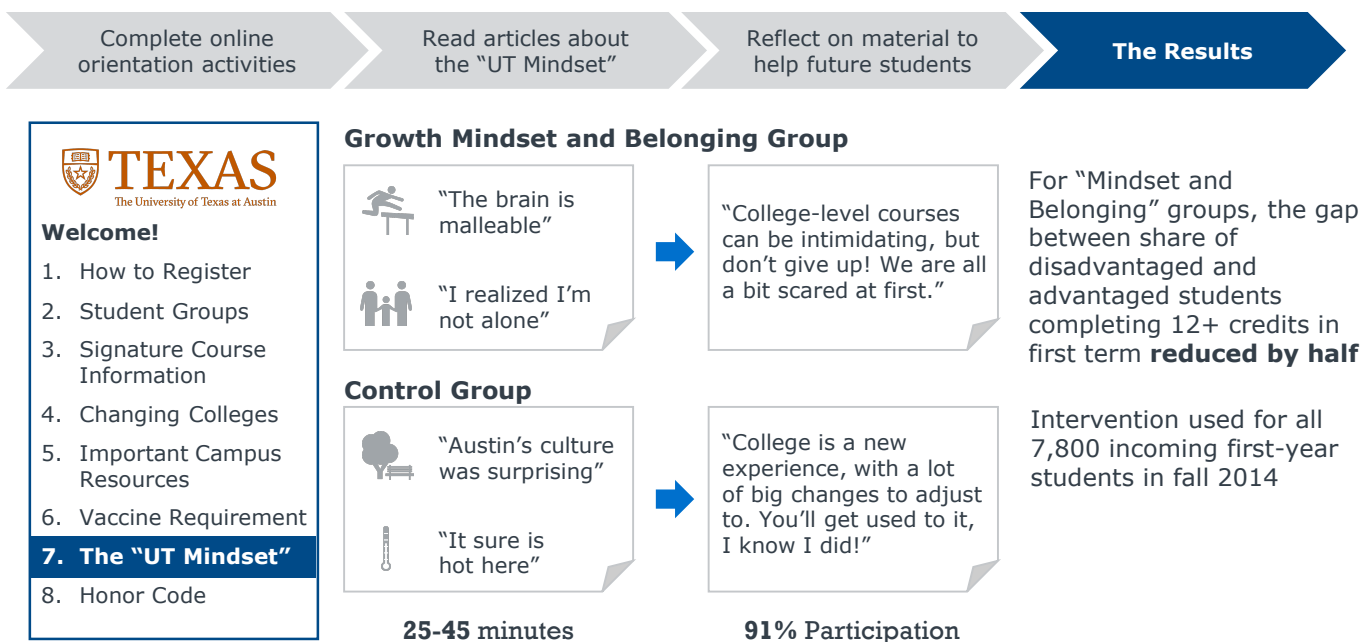 Complete online
orientation activities
Read articles about
the “UT Mindset”
Reflect on material to
help future students
The Results
TEXAS
The University of Texas at Austin
Welcome!
1. How to Register
2. Student Groups
3. Signature Course
Information
4. Changing Colleges
5. Important Campus
Resources
6. Vaccine Requirement
7. The “UT Mindset”
8. Honor Code
Growth Mindset and Belonging Group
“The brain is
malleable”
“I realized I’m
not alone”
“College-level courses
can be intimidating, but
don’t give up! We are all
a bit scared at first.”
Control Group
“Austin’s culture
was surprising”
“It sure is
hot here”
“College is a new
experience, with a lot
of big changes to adjust
to. You’ll get used to it,
I know I did!”
25-45 minutes
91% Participation
For “Mindset and
Belonging” groups, the gap
between share of
disadvantaged and
advantaged students
completing 12+ credits in
first term reduced by half
Intervention used for all
7,800 incoming first-year
students in fall 2014